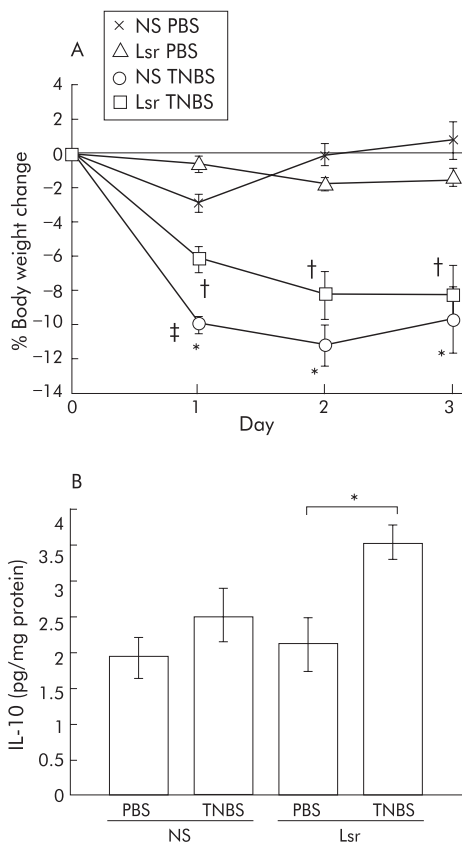 NS PBS
A
Lsr PBS
NS TNBS
Lsr TNBS
4
2
0
−2
−4
−6
−8
−10
−12
−14
% Body weight change
†
†
†
‡
*
*
*
0
1
2
3
Day
B
*
4
3.5
3
2.5
2
1.5
1
0.5
0
IL-10 (pg/mg protein)
PBS TNBS PBS TNBS
NS Lsr